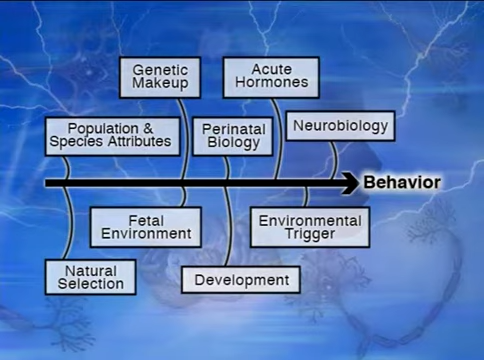 Genetic
Makeup
Acute
Hormones
Population &
Species Attributes
Perinatal
Biology
Neurobiology
Behavior
Fetal
Environment
Environmental
Trigger
Natural
Selection
Development